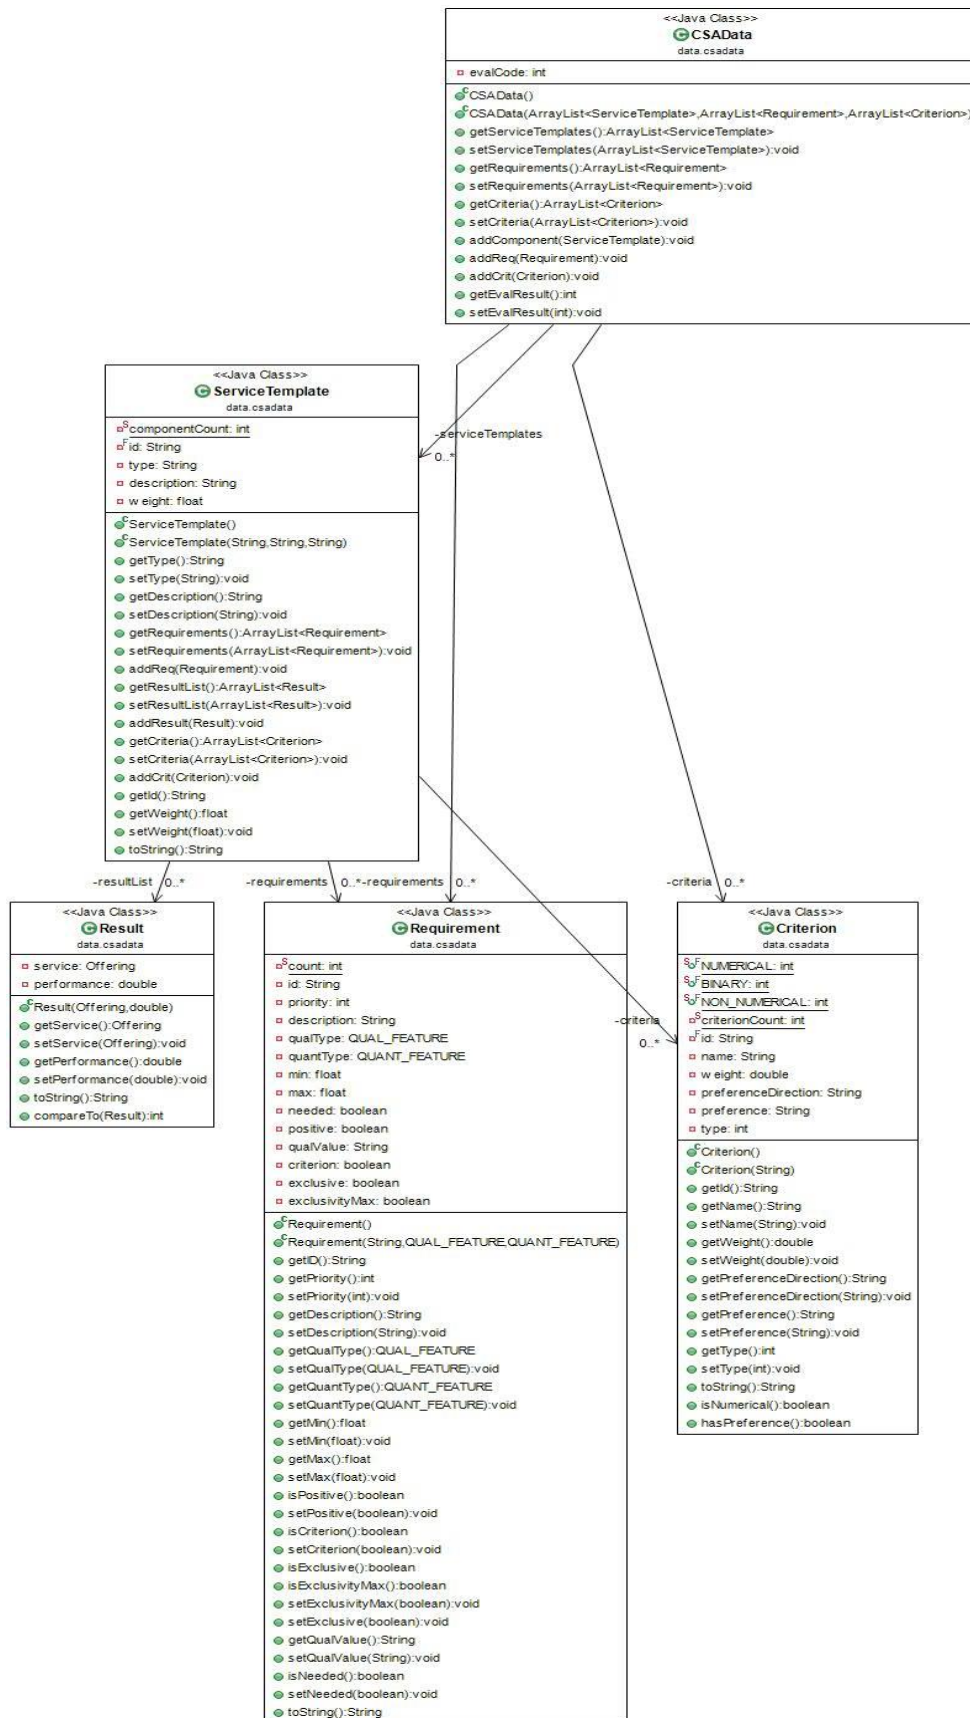 <<Java Class>>
CSAData
data.csadata
evalCode: int
CSAData()
CSAData(ArrayList<ServiceTemplate>,ArrayList<Requirement>,ArrayList<Criterion>)
getServiceTemplates():ArrayList<ServiceTemplate>
setServiceTemplates(ArrayList<ServiceTemplate>):void
getRequirements():ArrayList<Requirement>
setRequirements(ArrayList<Requirement>):void
getCriteria():ArrayList<Criterion>
setCriteria(ArrayList<Criterion>):void
addComponent(ServiceTemplate):void
addReq(Requirement):void
addCrit(Criterion):void
getEvalResult():int
setEvalResult(int):void
<<Java Class>>
ServiceTemplate
data.csadata
componentCount: int
id: String
type: String
description: String
weight: float
ServiceTemplate()
ServiceTemplate(String,String,String)
getType():String
setType(String):void
getDescription():String
setDescription(String):void
getRequirements():ArrayList<Requirement>
setRequirements(ArrayList<Requirement>):void
addReq(Requirement):void
getResultList():ArrayList<Result>
setResultList(ArrayList<Result>):void
addResult(Result):void
getCriteria():ArrayList<Criterion>
setCriteria(ArrayList<Criterion>):void
addCrit(Criterion):void
getId():String
getWeight():float
setWeight(float):void
toString():String
-serviceTemplates
0..*
-resultList 0..*
-requirements 0..*
-requirements 0..*
-criteria 0..*
<<Java Class>>
Result
data.csadata
service: Offering
performance: double
Result(Offering,double)
getService():Offering
setService(Offering):void
getPerformance():double
setPerformance(double):void
toString():String
compareTo(Result):int
<<Java Class>>
Requirement
data.csadata
count: int
id: String
priority: int
description: String
qualType: QUAL_FEATURE
quantType: QUANT_FEATURE
min: float
max: float
needed: boolean
positive: boolean
qualValue: String
criterion: boolean
exclusive: boolean
exclusivityMax: boolean
Requirement()
Requirement(String,QUAL_FEATURE,QUANT_FEATURE)
getID():String
getPriority():int
setPriority(int):void
getDescription():String
setDescription(String):void
getQualType():QUAL_FEATURE
setQualType(QUAL_FEATURE):void
getQuantType():QUANT_FEATURE
setQuantType(QUANT_FEATURE):void
getMin():float
setMin(float):void
getMax():float
setMax(float):void
isPositive():boolean
setPositive(boolean):void
isCriterion():boolean
setCriterion(boolean):void
isExclusive():boolean
isExclusivityMax():boolean
setExclusivityMax(boolean):void
setExclusive(boolean):void
getQualValue():String
setQualValue(String):void
isNeeded():boolean
setNeeded(boolean):void
toString():String
-criteria
0..*
<<Java Class>>
Criterion
data.csadata
NUMERICAL: int
BINARY: int
NON_NUMERICAL: int
criterionCount: int
id: String
name: String
weight: double
preferenceDirection: String
preference: String
type: int
Criterion()
Criterion(String)
getId():String
getName():String
setName(String):void
getWeight():double
setWeight(double):void
getPreferenceDirection():String
setPreferenceDirection(String):void
getPreference():String
setPreference(String):void
getType():int
setType(int):void
toString():String
isNumerical():boolean
hasPreference():boolean